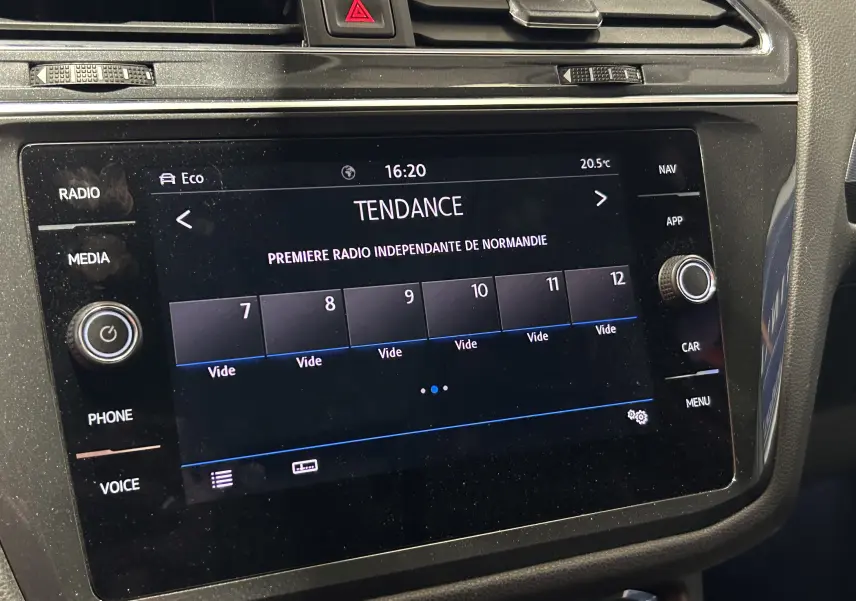 Eco 16:20 20.5°C
RADIO
NAV
TENDANCE
APP
MEDIA
PREMIERE RADIO INDEPENDANTE DE NORMANDIE
7 8 9 10 11 12
Vide Vide Vide Vide Vide Vide
CAR
PHONE
MENU
VOICE